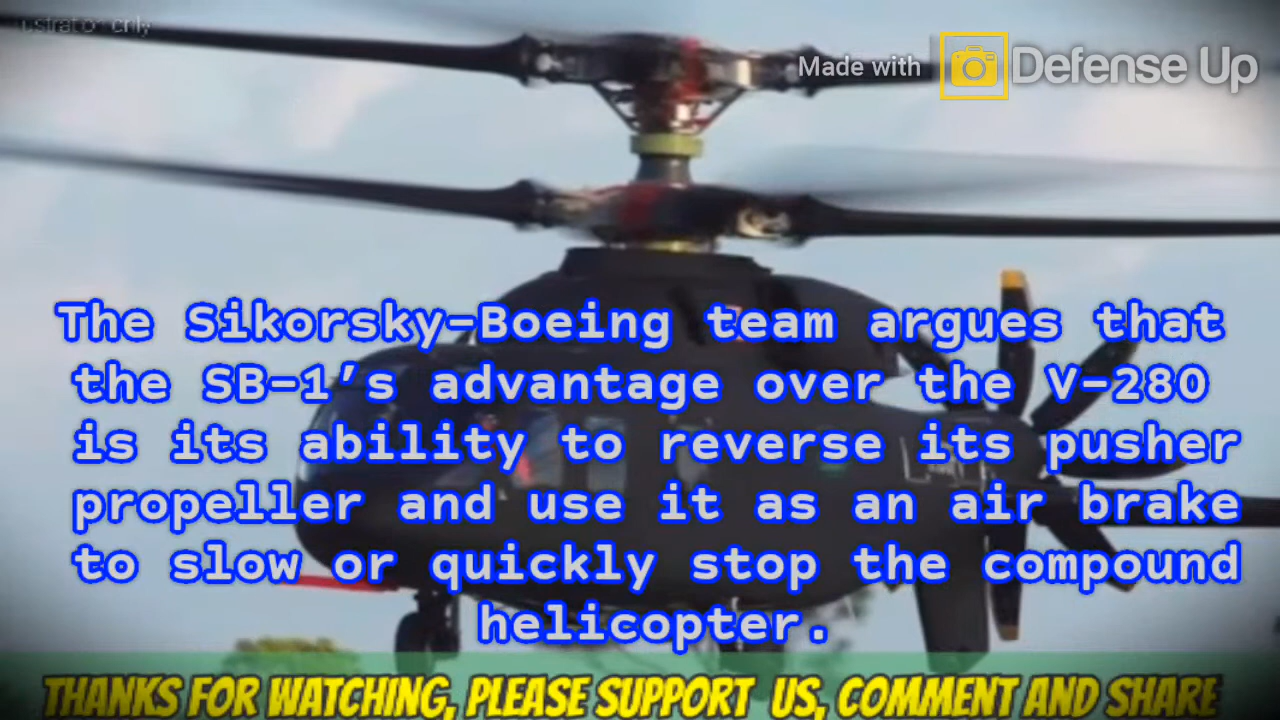 ustration only
Made with Defense Up
The Sikorsky-Boeing team argues that
the SB-1's advantage over the V-280
is its ability to reverse its pusher
propeller and use it as an air brake
to slow or quickly stop the compound
helicopter.
THANKS FOR WATCHING, PLEASE SUPPORT US, COMMENT AND SHARE